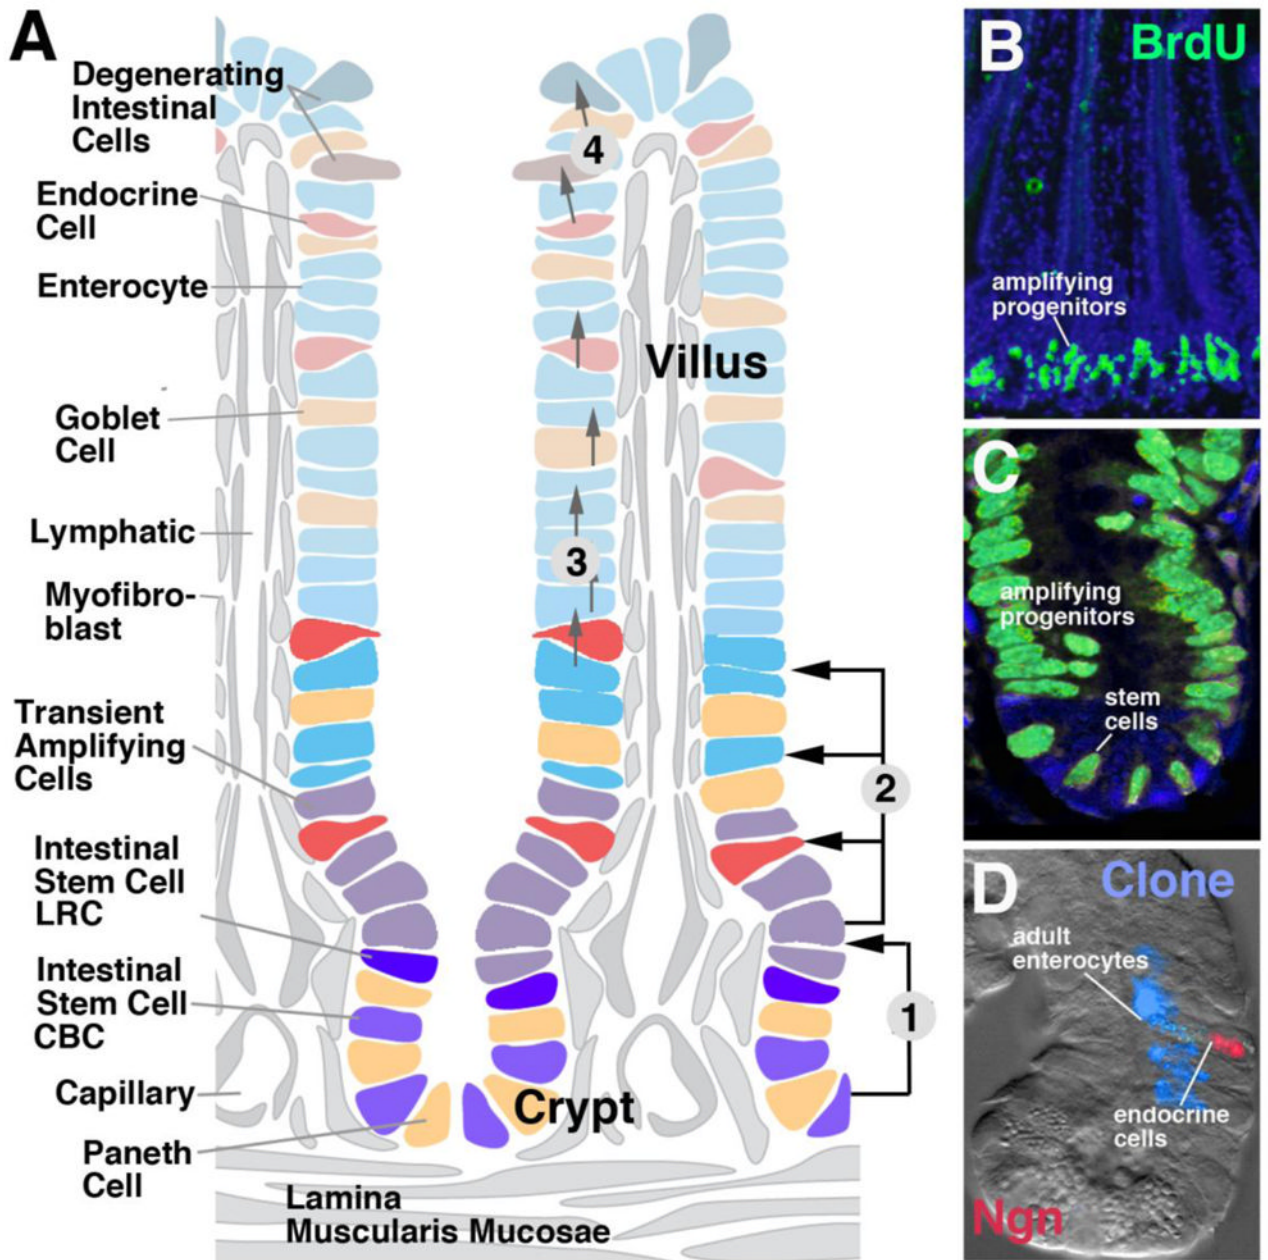 A
Degenerating
Intestinal
Cells
Endocrine
Cell
Enterocyte
Goblet
Cell
Lymphatic
Myofibro-
blast
Transient
Amplifying
Cells
Intestinal
Stem Cell
LRC
Intestinal
Stem Cell
CBC
Capillary
Paneth
Cell
4
Villus
3
2
1
Crypt
Lamina
Muscularis Mucosae
B
BrdU
amplifying
progenitors
C
amplifying
progenitors
stem
cells
D
Clone
adult
enterocytes
endocrine
cells
Ngn